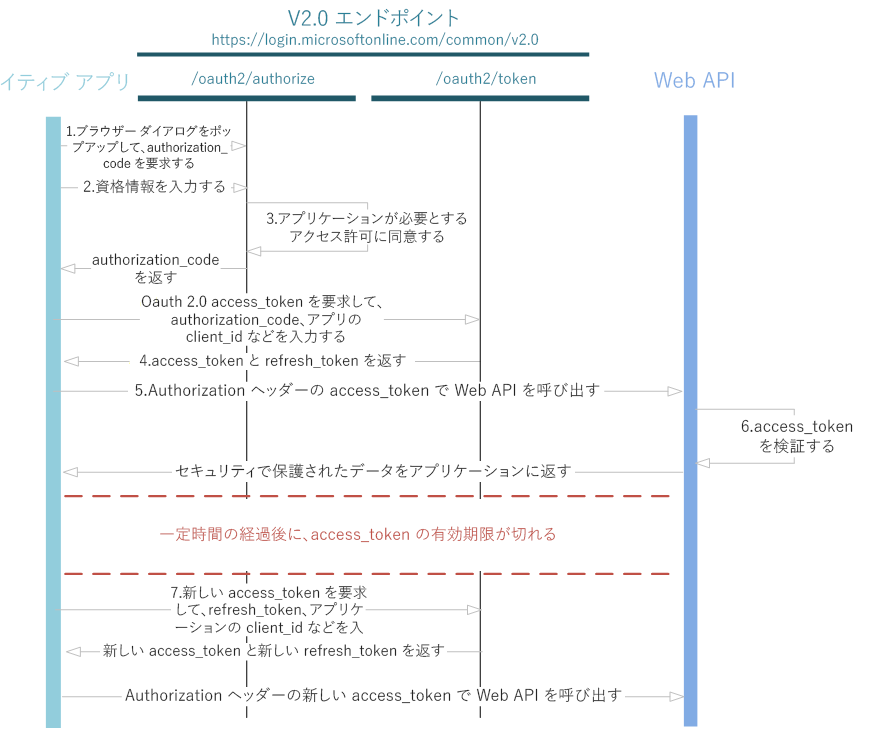 V2.0 エンドポイント
https://login.microsoftonline.com/common/v2.0
イティブ アプリ
/oauth2/authorize
/oauth2/token
Web API
1.ブラウザー ダイアログをポッ
プアップして、authorization_
code を要求する
2.資格情報を入力する
3.アプリケーションが必要とする
アクセス許可に同意する
authorization_code
を返す
Oauth 2.0 access_token を要求して、
authorization_code、アプリの
client_id などを入力する
4.access_token と refresh_token を返す
5.Authorization ヘッダーの access_token で Web API を呼び出す
6.access_token
を検証する
セキュリティで保護されたデータをアプリケーションに返す
一定時間の経過後に、access_token の有効期限が切れる
7.新しい access_token を要求
して、refresh_token、アプリケ
ーションの client_id などを入
新しい access_token と新しい refresh_token を返す
Authorization ヘッダーの新しい access_token で Web API を呼び出す